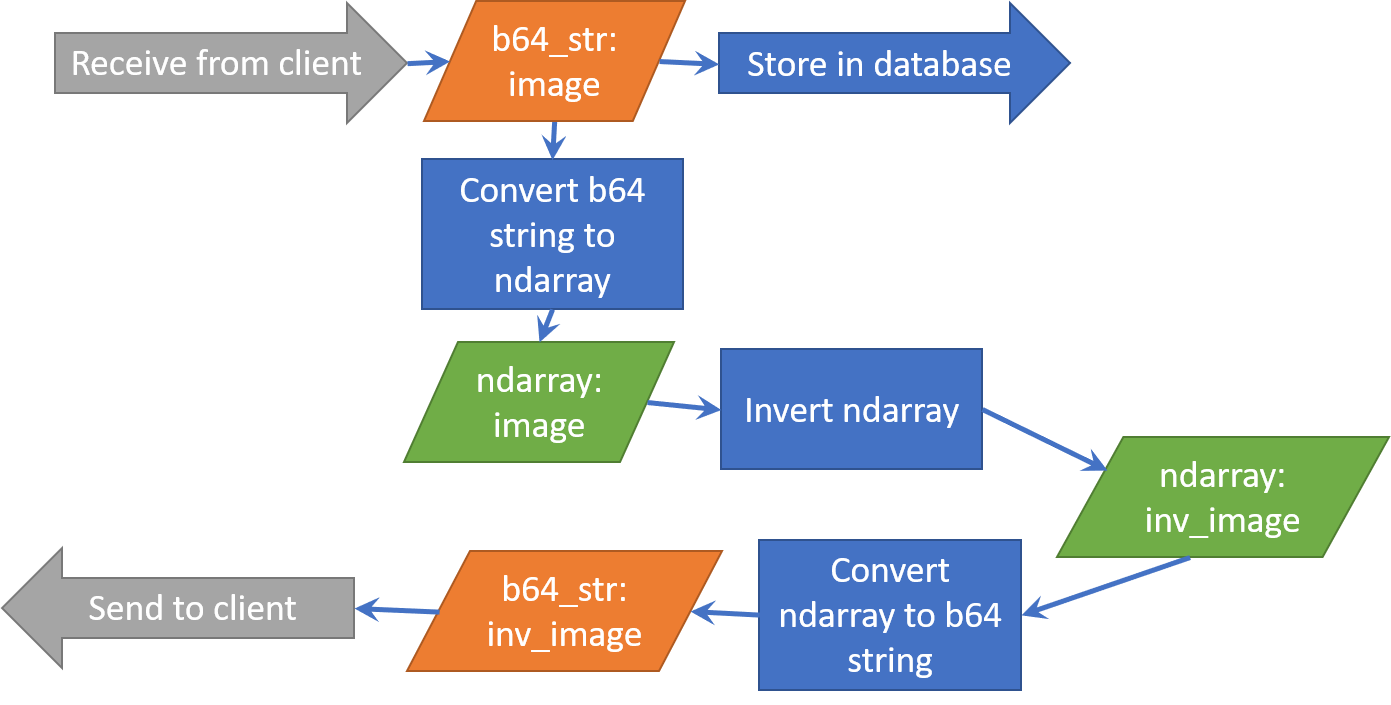 Receive from client
b64_str:
image
Store in database
Convert b64
string to
ndarray
ndarray:
image
Invert ndarray
ndarray:
inv_image
Convert
ndarray to b64
string
b64_str:
inv_image
Send to client